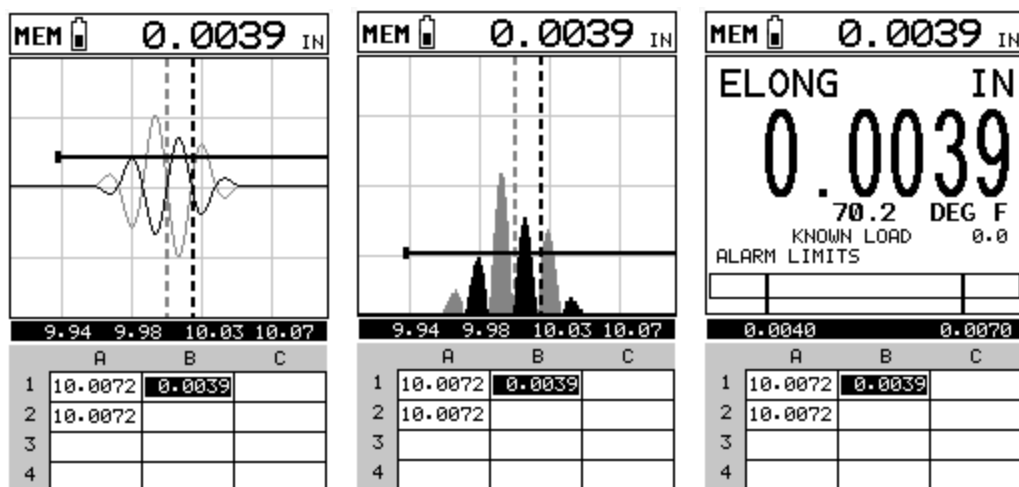 MEM 0.0039 IN
9.94 9.98 10.03 10.07
A B C
1 10.0072 0.0039
2 10.0072
3
4
MEM 0.0039 IN
9.94 9.98 10.03 10.07
A B C
1 10.0072 0.0039
2 10.0072
3
4
MEM 0.0039 IN
ELONG IN
0.0039
70.2 DEG F
KNOWN LOAD 0.0
ALARM LIMITS
0.0040 0.0070
A B C
1 10.0072 0.0039
2 10.0072
3
4